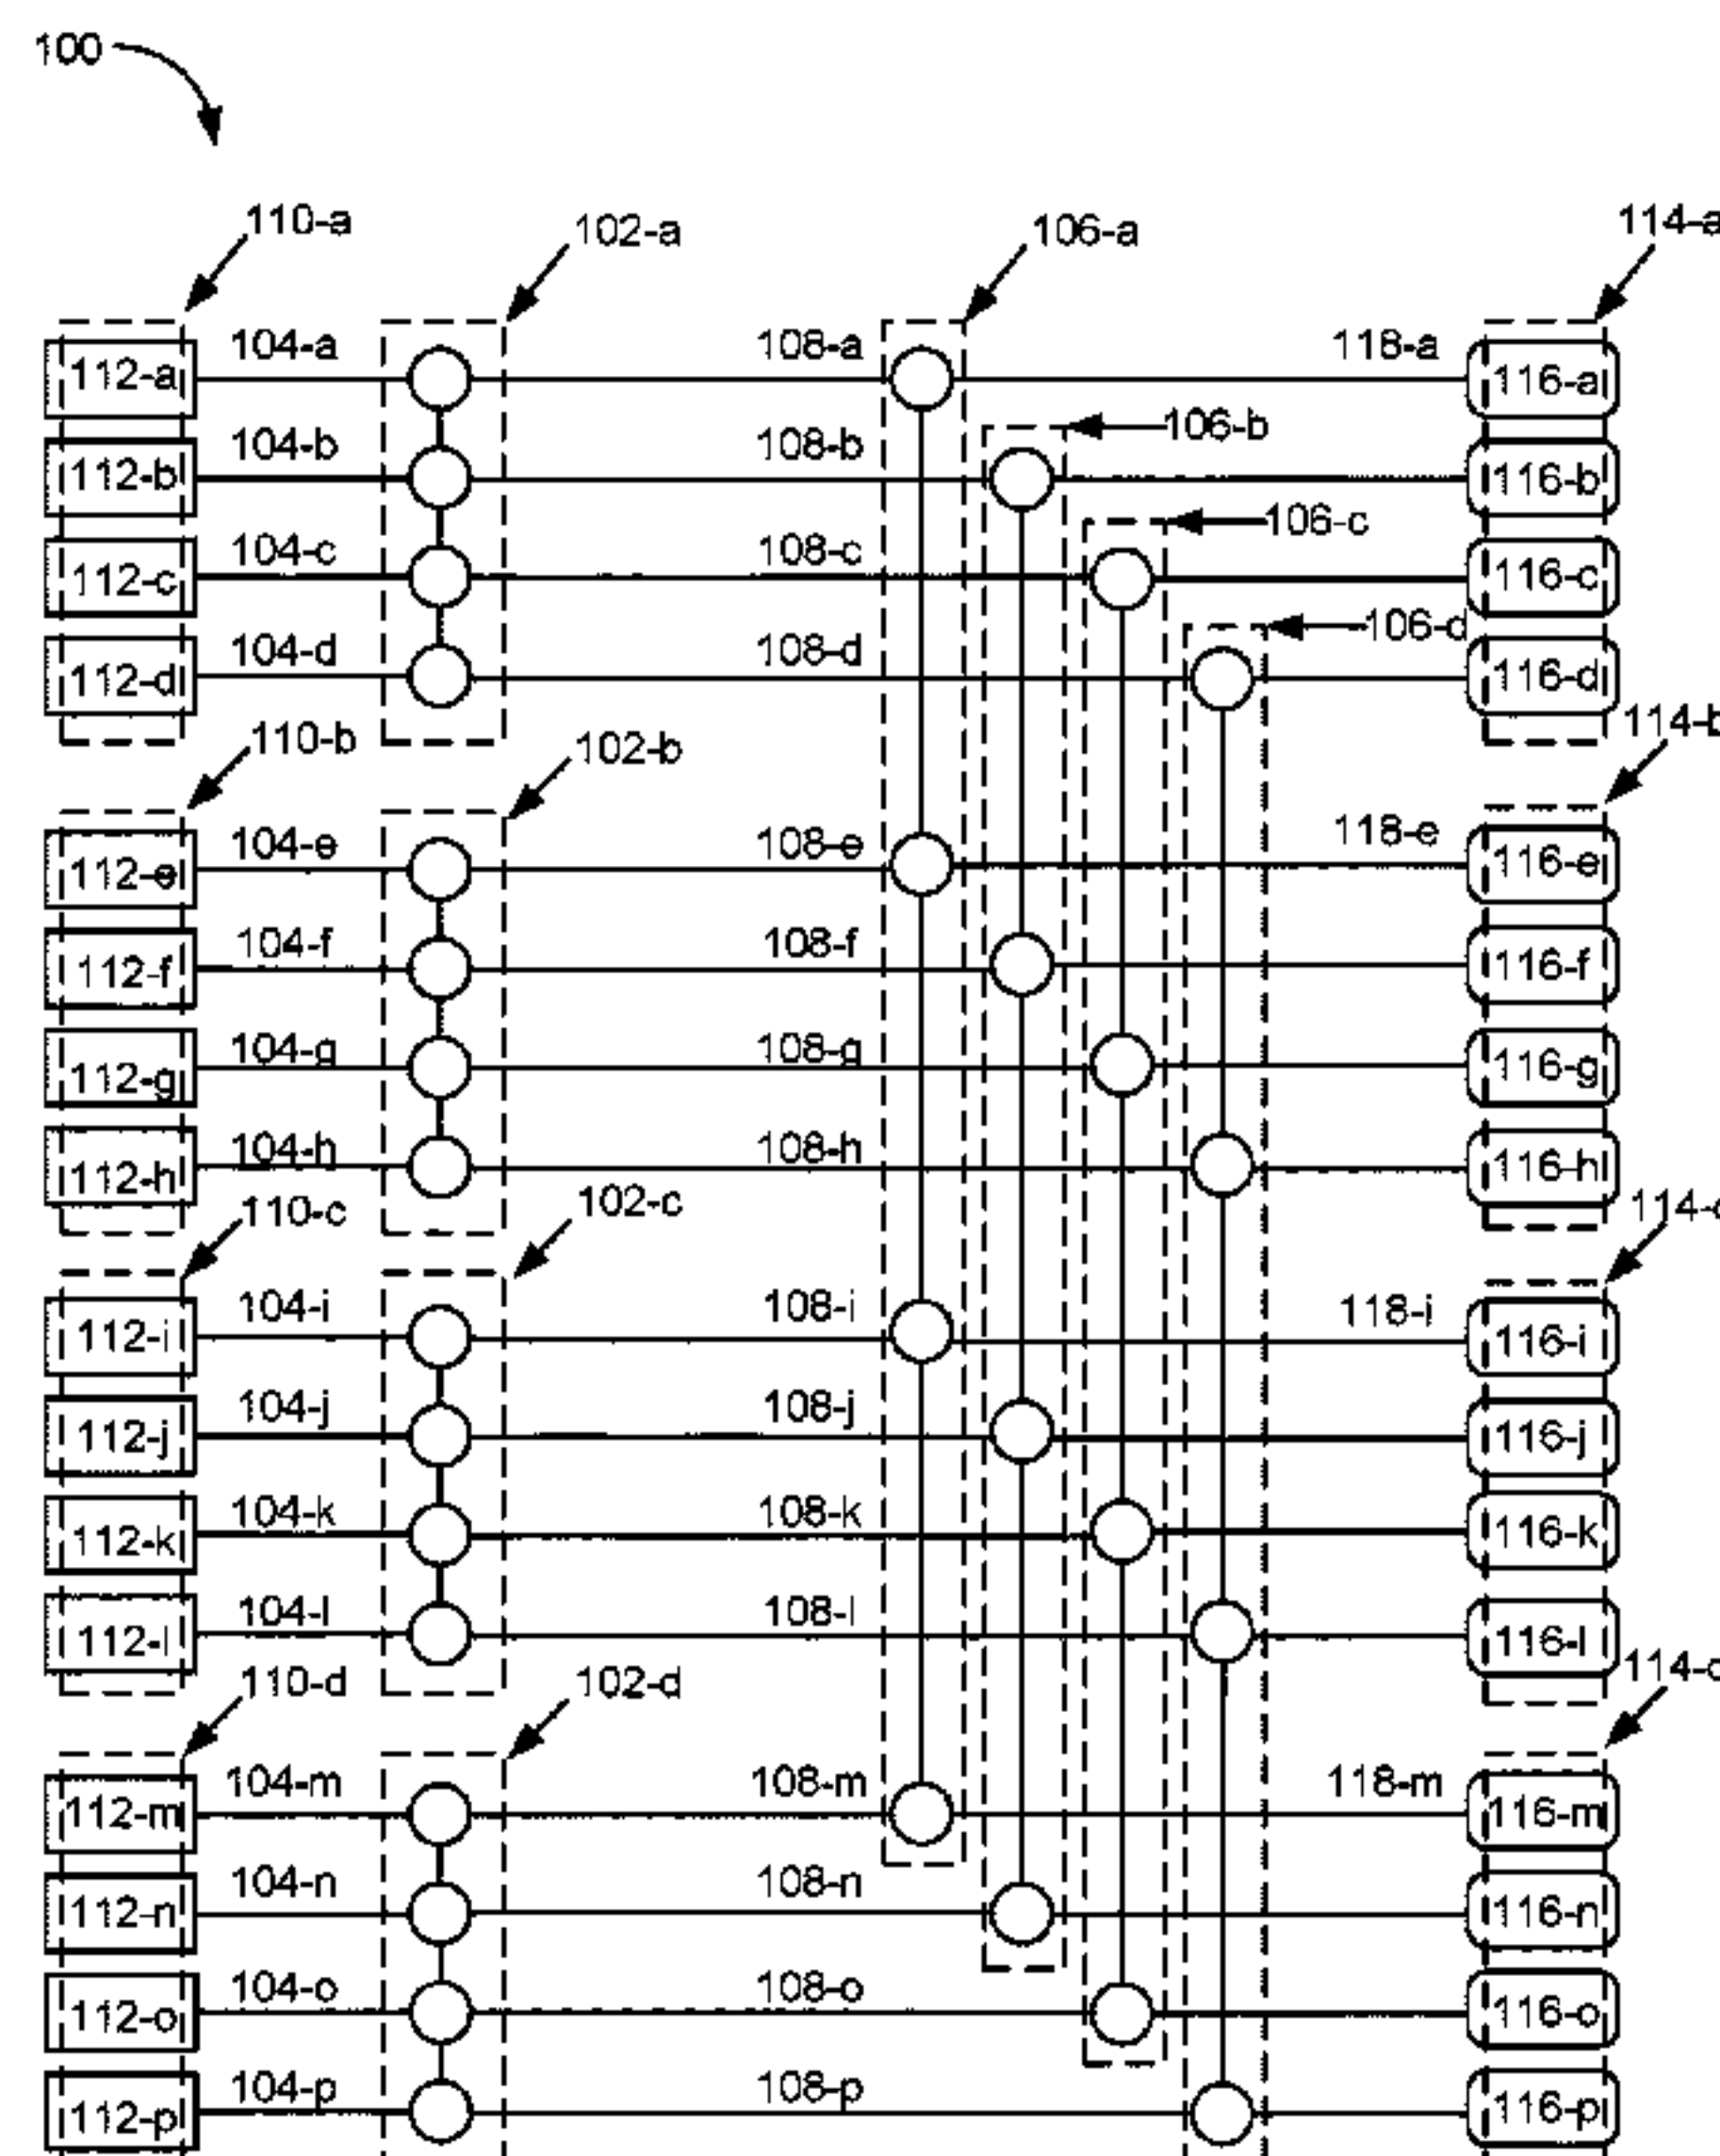 100
110-a 102-a 106-a 114-a
112-a 104-a 108-a 118-a 116-a
106-b
112-b 104-b 108-b 116-b
106-c
112-c 104-c 108-c 116-c
106-d
112-d 104-d 108-d 116-d
110-b 102-b 114-b
112-e 104-e 108-e 118-e 116-e
112-f 104-f 108-f 116-f
112-g 104-g 108-g 116-g
112-h 104-h 108-h 116-h
110-c 102-c 114-c
112-i 104-i 108-i 118-i 116-i
112-j 104-j 108-j 116-j
112-k 104-k 108-k 116-k
112-l 104-l 108-l 116-l
110-d 102-d 114-d
112-m 104-m 108-m 118-m 116-m
112-n 104-n 108-n 116-n
112-o 104-o 108-o 116-o
112-p 104-p 108-p 116-p